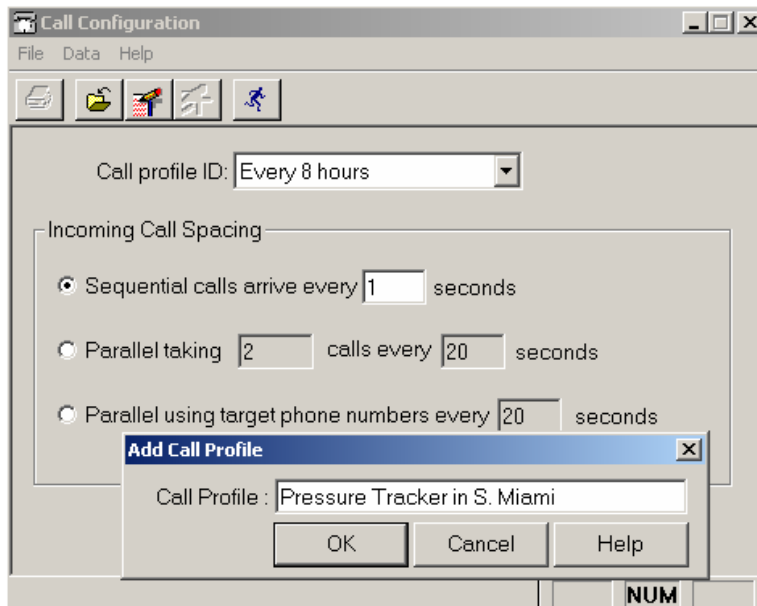 Call Configuration
File Data Help
Call profile ID: Every 8 hours
Incoming Call Spacing
Sequential calls arrive every 1 seconds
Parallel taking 2 calls every 20 seconds
Parallel using target phone numbers every 20 seconds
Add Call Profile
Call Profile : Pressure Tracker in S. Miami
OK Cancel Help
NUM